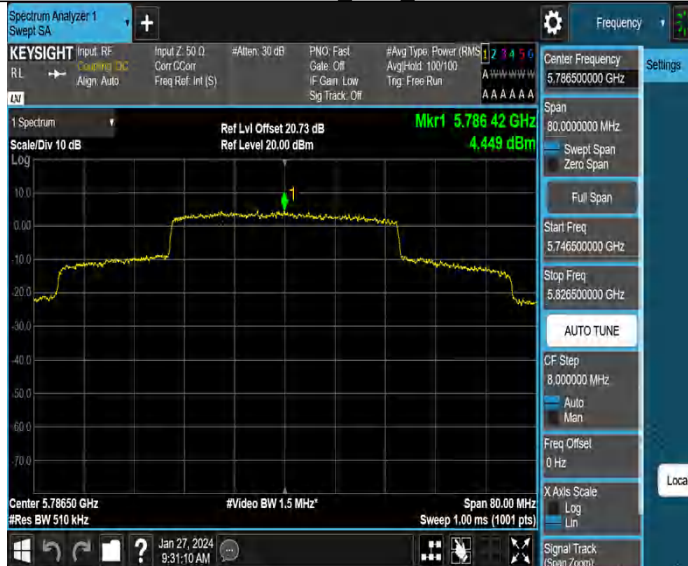 Spectrum Analyzer 1
Swept SA
+
Frequency
KEYSIGHT
RL
LXI
Input: RF
Coupling: DC
Align: Auto
Input Z: 50 Ω
Corr CCorr
Freq Ref: Int (S)
#Atten: 30 dB
PNO: Fast
Gate: Off
IF Gain: Low
Sig Track: Off
#Avg Type: Power (RMS
Avg|Hold: 100/100
Trig: Free Run
1 2 3 4 5 6
A W W W W W
A A A A A A
1 Spectrum
Scale/Div 10 dB
Log
Ref Lvl Offset 20.73 dB
Ref Level 20.00 dBm
Mkr1 5.786 42 GHz
4.449 dBm
1
10.0
0.00
-10.0
-20.0
-30.0
-40.0
-50.0
-60.0
-70.0
Center 5.78650 GHz
#Res BW 510 kHz
#Video BW 1.5 MHz*
Span 80.00 MHz
Sweep 1.00 ms (1001 pts)
?
Jan 27, 2024
9:31:10 AM
Center Frequency
5.786500000 GHz
Span
80.0000000 MHz
Swept Span
Zero Span
Full Span
Start Freq
5.746500000 GHz
Stop Freq
5.826500000 GHz
AUTO TUNE
CF Step
8.000000 MHz
Auto
Man
Freq Offset
0 Hz
X Axis Scale
Log
Lin
Signal Track
(Span Zoom)
Settings
Loca